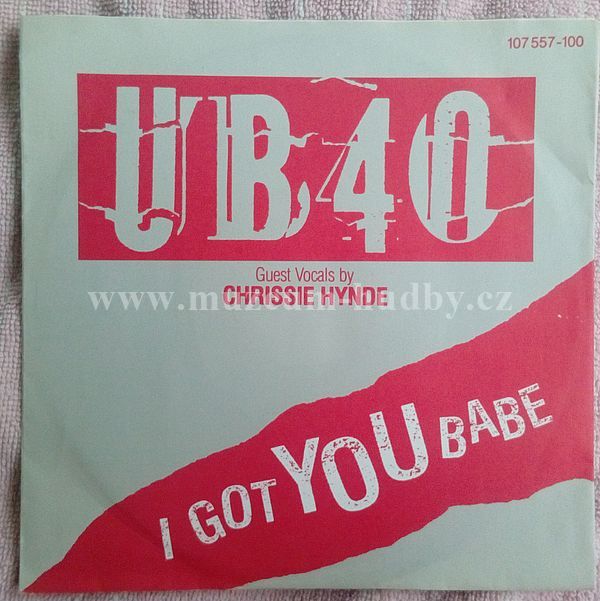 107 557-100
UB40
Guest Vocals by
CHRISSIE HYNDE
www.muzeum-hudby.cz
I GOT YOU BABE